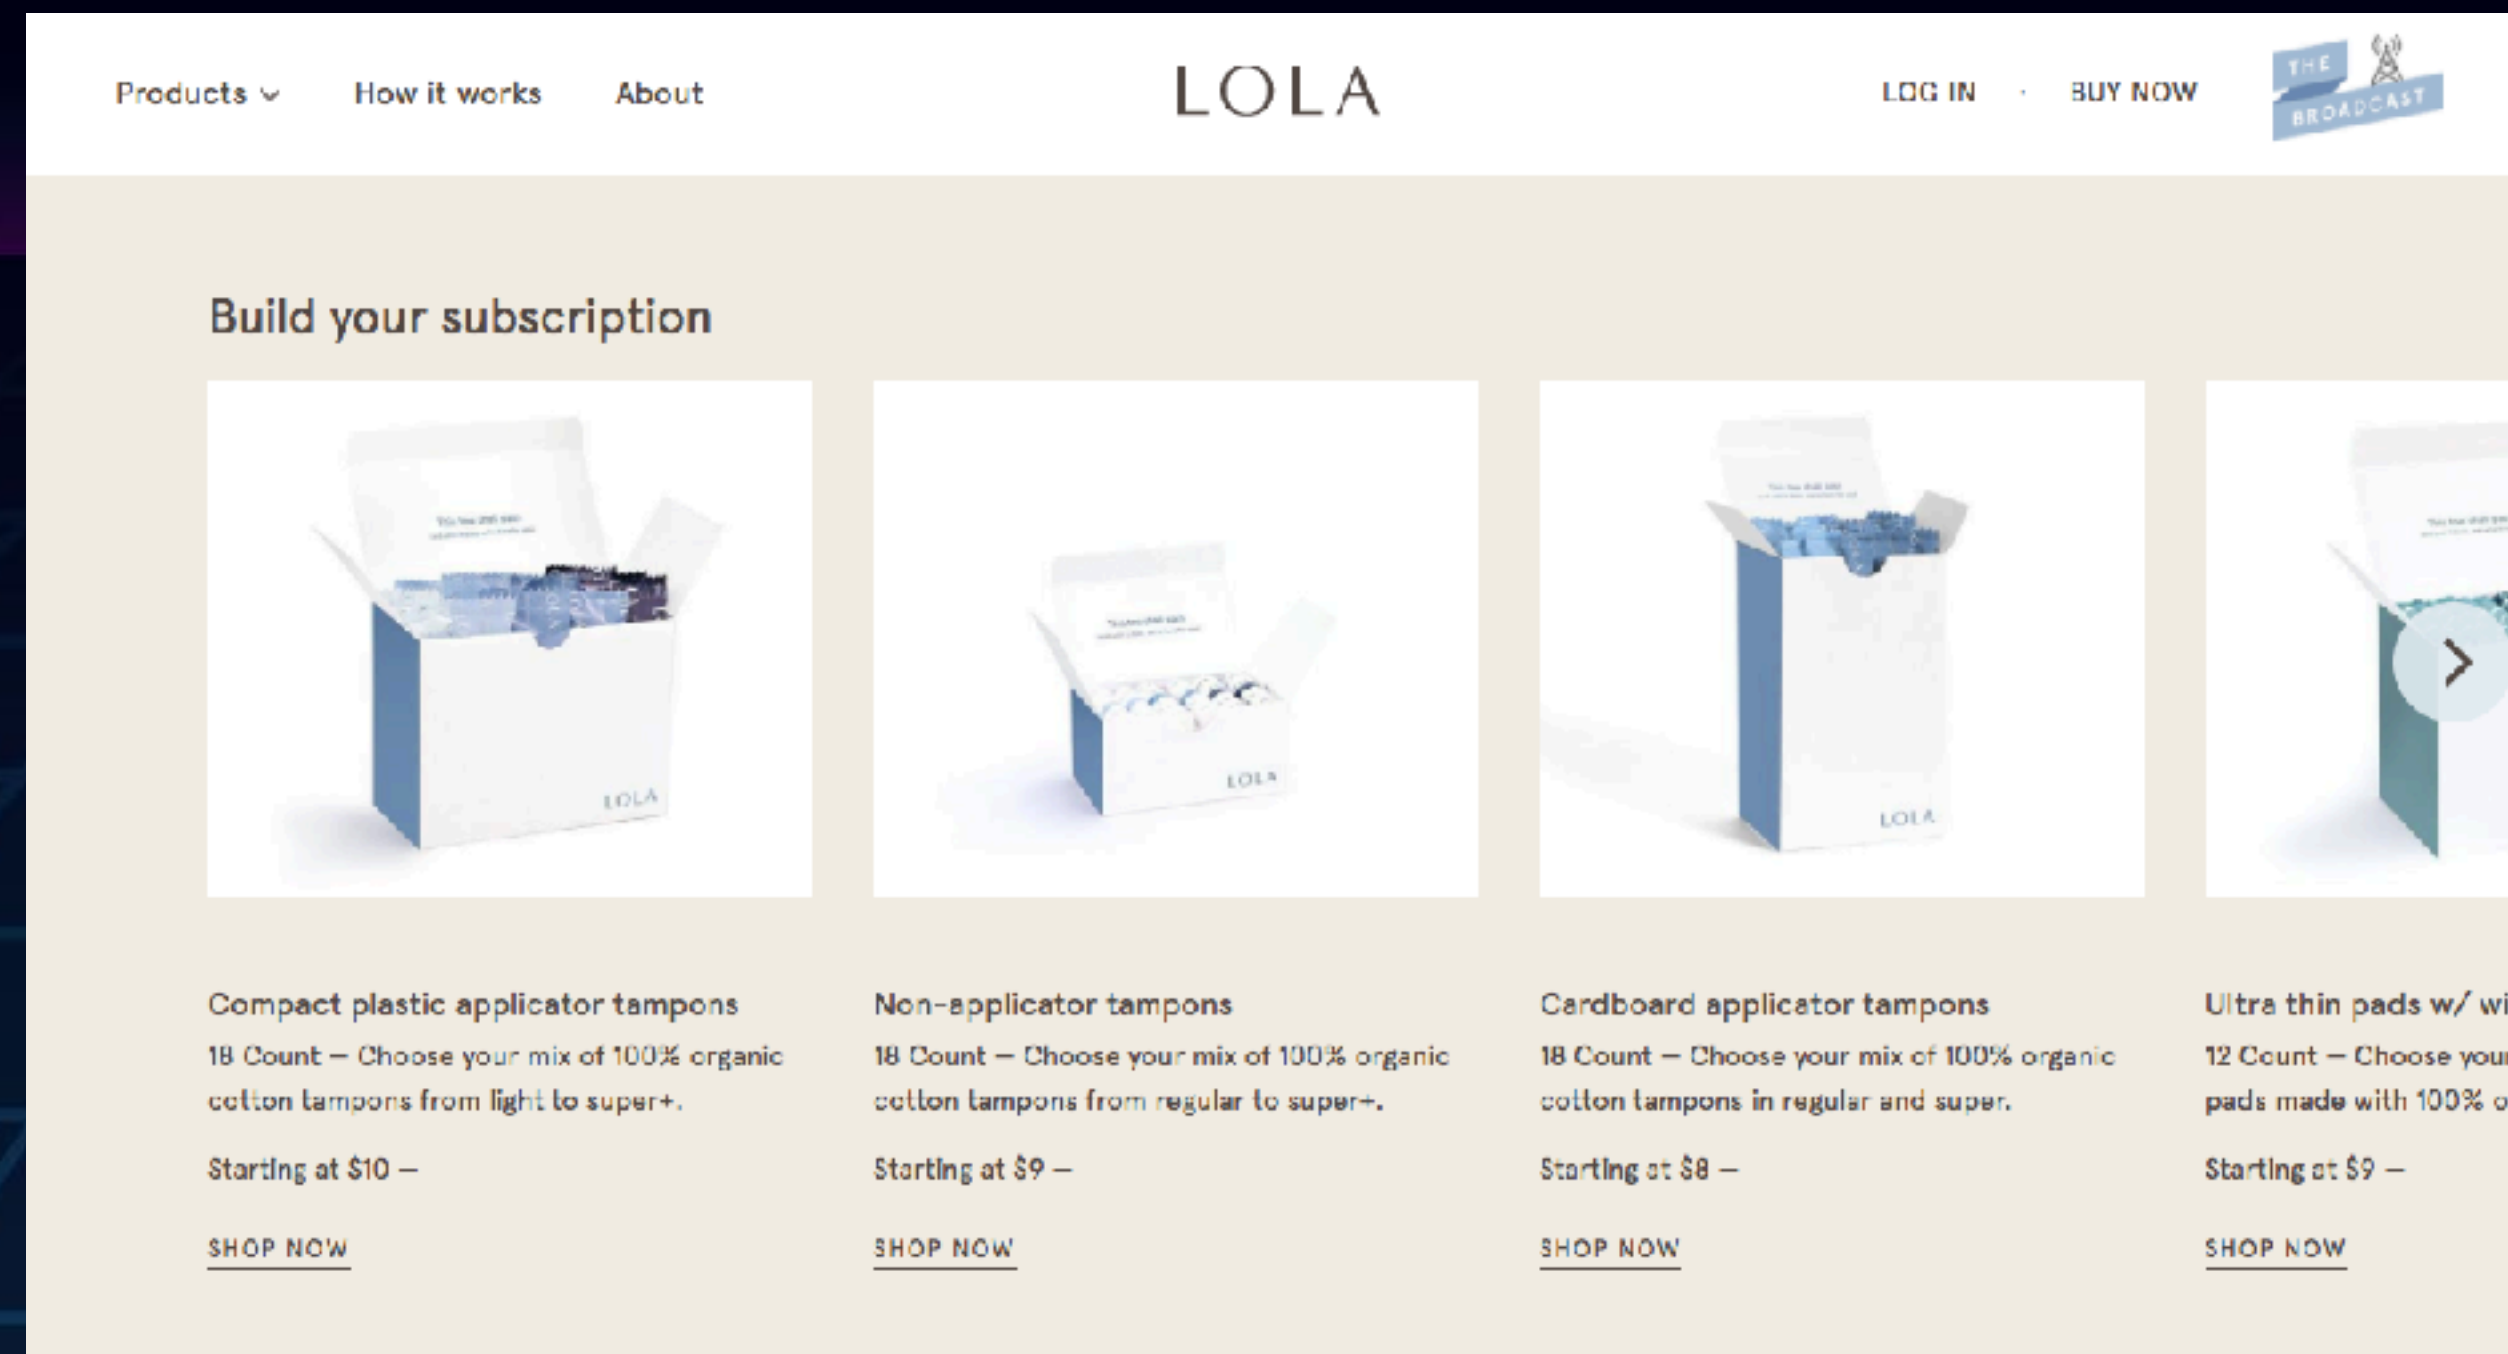 Products
How it works
About
LOLA
LOG IN
·
BUY NOW
THE
BROADCAST
Build your subscription
LOLA
LOLA
LOLA
Compact plastic applicator tampons
18 Count — Choose your mix of 100% organic
cotton tampons from light to super+.
Starting at $10 —
SHOP NOW
Non-applicator tampons
18 Count — Choose your mix of 100% organic
cotton tampons from regular to super+.
Starting at $9 —
SHOP NOW
Cardboard applicator tampons
18 Count — Choose your mix of 100% organic
cotton tampons in regular and super.
Starting at $8 —
SHOP NOW
Ultra thin pads w/ wi
12 Count — Choose your
pads made with 100% o
Starting at $9 —
SHOP NOW